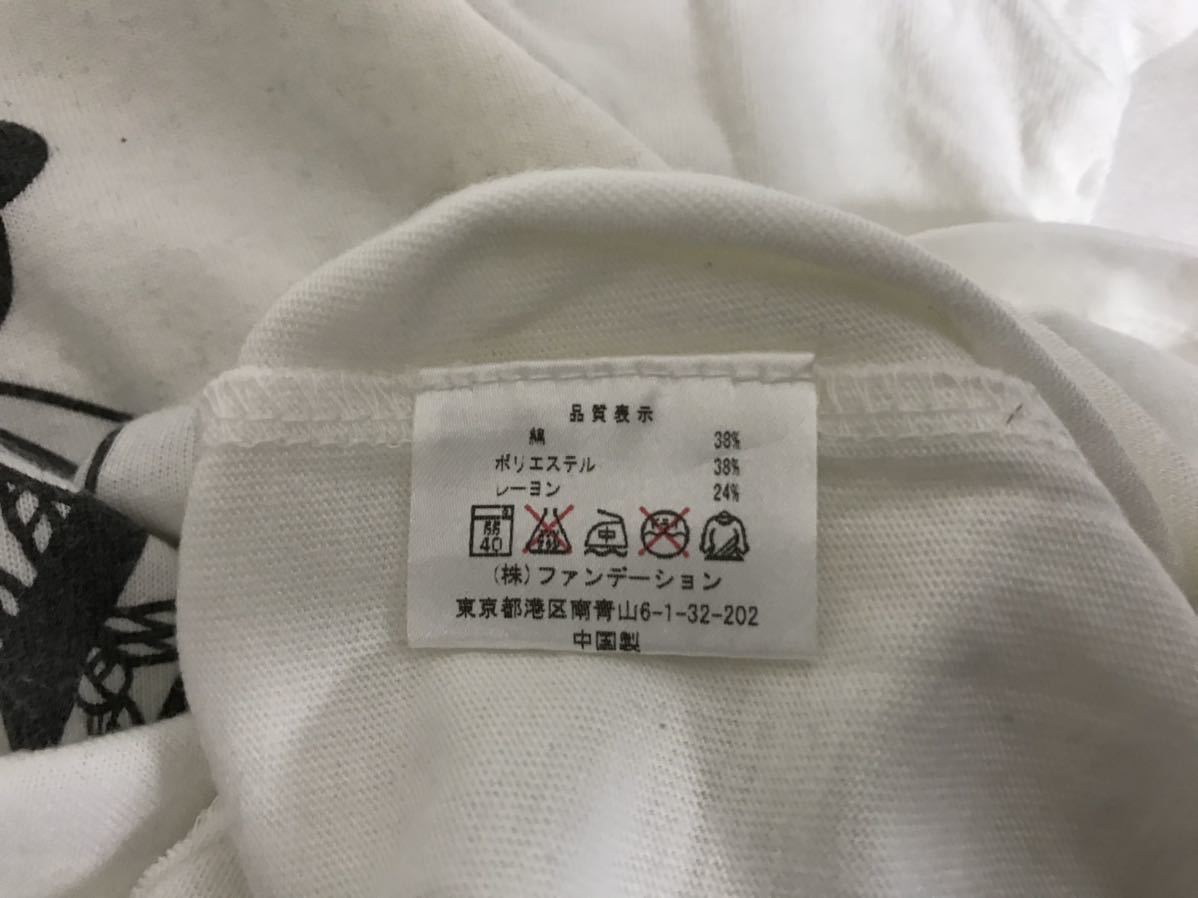 品質表示
綿 38%
ポリエステル 38%
レーヨン 24%
弱 40 中
(株)ファンデーション
東京都港区南青山6-1-32-202
中国製